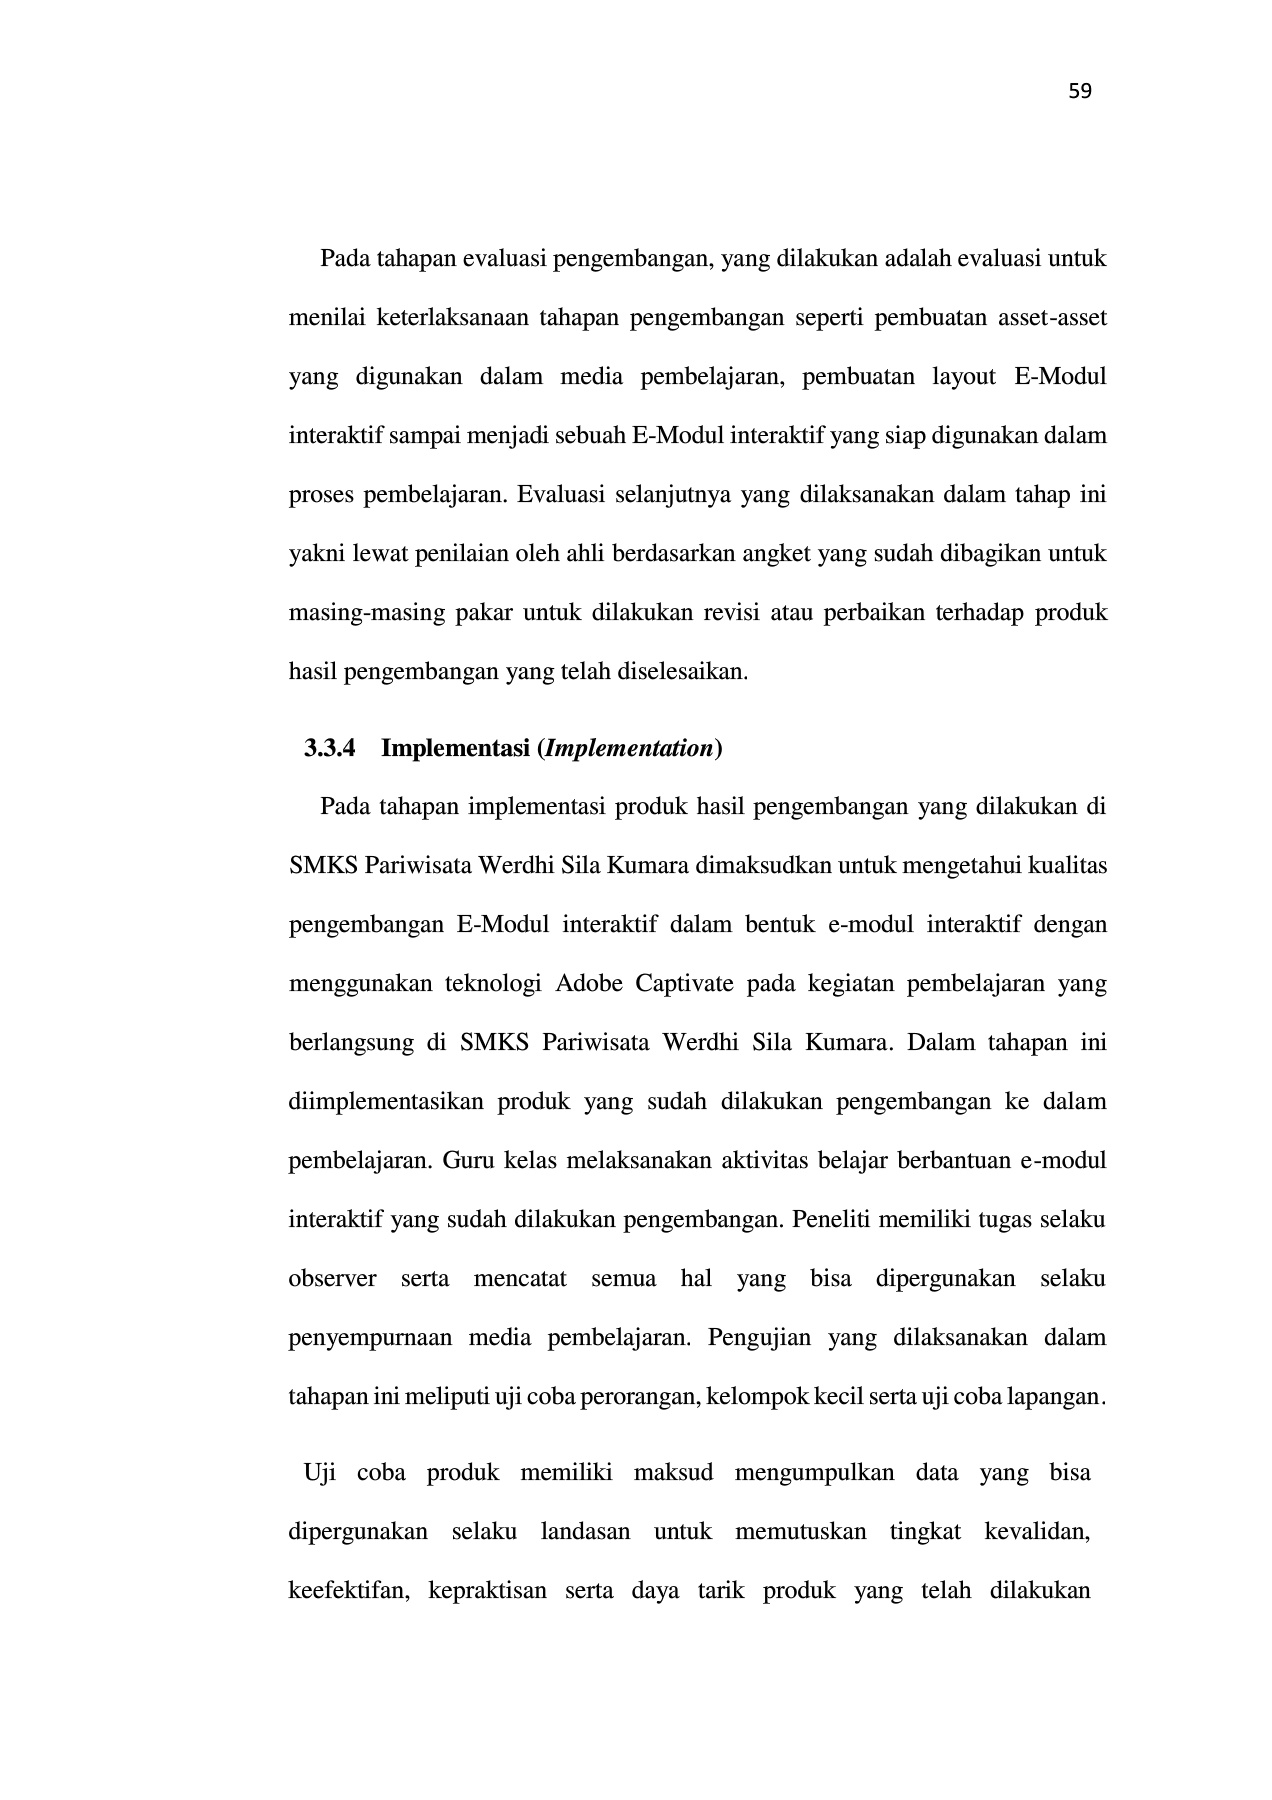 59
Pada tahapan evaluasi pengembangan, yang dilakukan adalah evaluasi untuk
menilai keterlaksanaan tahapan pengembangan seperti pembuatan asset-asset
yang digunakan dalam media pembelajaran, pembuatan layout E-Modul
interaktif sampai menjadi sebuah E-Modul interaktif yang siap digunakan dalam
proses pembelajaran. Evaluasi selanjutnya yang dilaksanakan dalam tahap ini
yakni lewat penilaian oleh ahli berdasarkan angket yang sudah dibagikan untuk
masing-masing pakar untuk dilakukan revisi atau perbaikan terhadap produk
hasil pengembangan yang telah diselesaikan.
3.3.4 Implementasi (Implementation)
Pada tahapan implementasi produk hasil pengembangan yang dilakukan di
SMKS Pariwisata Werdhi Sila Kumara dimaksudkan untuk mengetahui kualitas
pengembangan E-Modul interaktif dalam bentuk e-modul interaktif dengan
menggunakan teknologi Adobe Captivate pada kegiatan pembelajaran yang
berlangsung di SMKS Pariwisata Werdhi Sila Kumara. Dalam tahapan ini
diimplementasikan produk yang sudah dilakukan pengembangan ke dalam
pembelajaran. Guru kelas melaksanakan aktivitas belajar berbantuan e-modul
interaktif yang sudah dilakukan pengembangan. Peneliti memiliki tugas selaku
observer serta mencatat semua hal yang bisa dipergunakan selaku
penyempurnaan media pembelajaran. Pengujian yang dilaksanakan dalam
tahapan ini meliputi uji coba perorangan, kelompok kecil serta uji coba lapangan.
Uji coba produk memiliki maksud mengumpulkan data yang bisa
dipergunakan selaku landasan untuk memutuskan tingkat kevalidan,
keefektifan, kepraktisan serta daya tarik produk yang telah dilakukan